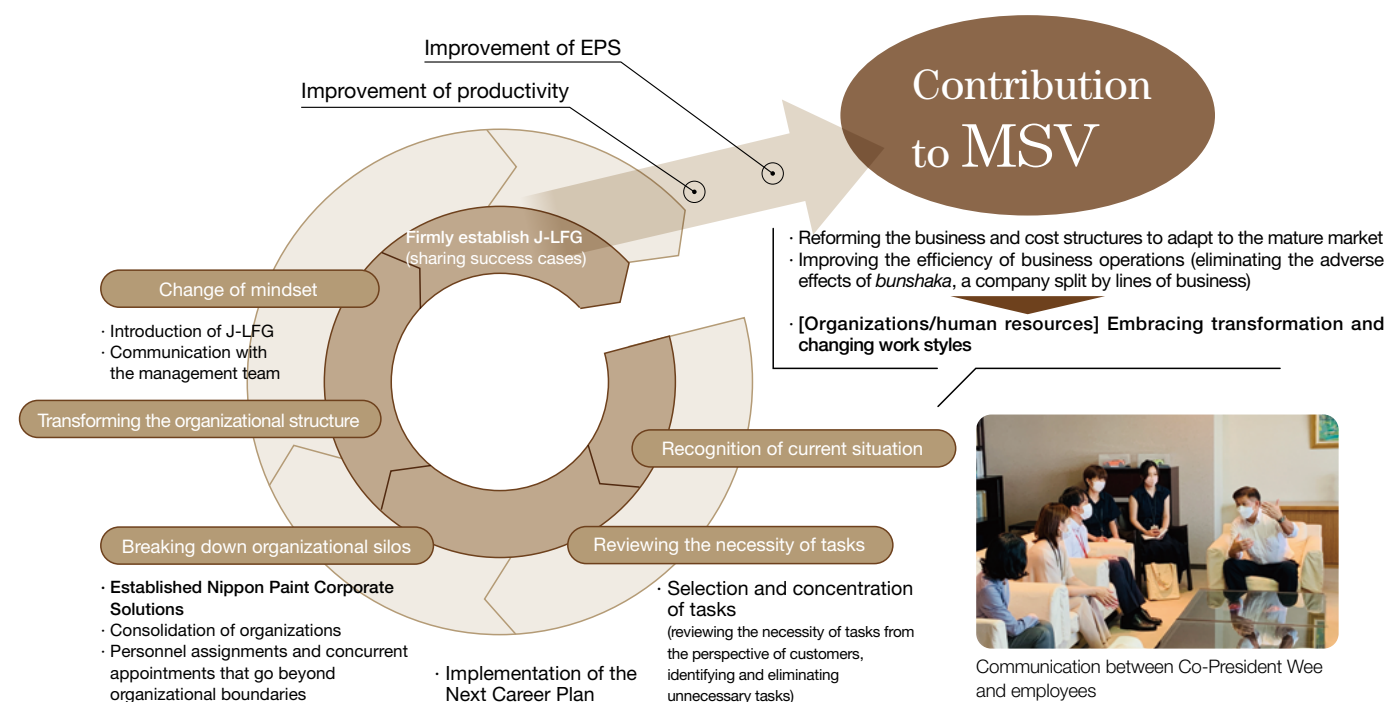 Improvement of EPS
Improvement of productivity
Contribution
to MSV
Firmly establish J-LFG
(sharing success cases)
· Reforming the business and cost structures to adapt to the mature market
· Improving the efficiency of business operations (eliminating the adverse
effects of bunshaka, a company split by lines of business)
· [Organizations/human resources] Embracing transformation and
changing work styles
Change of mindset
· Introduction of J-LFG
· Communication with
the management team
Transforming the organizational structure
Recognition of current situation
Breaking down organizational silos
· Established Nippon Paint Corporate
Solutions
· Consolidation of organizations
· Personnel assignments and concurrent
appointments that go beyond
organizational boundaries
· Implementation of the
Next Career Plan
Reviewing the necessity of tasks
· Selection and concentration
of tasks
(reviewing the necessity of tasks from
the perspective of customers,
identifying and eliminating
unnecessary tasks)
Communication between Co-President Wee
and employees